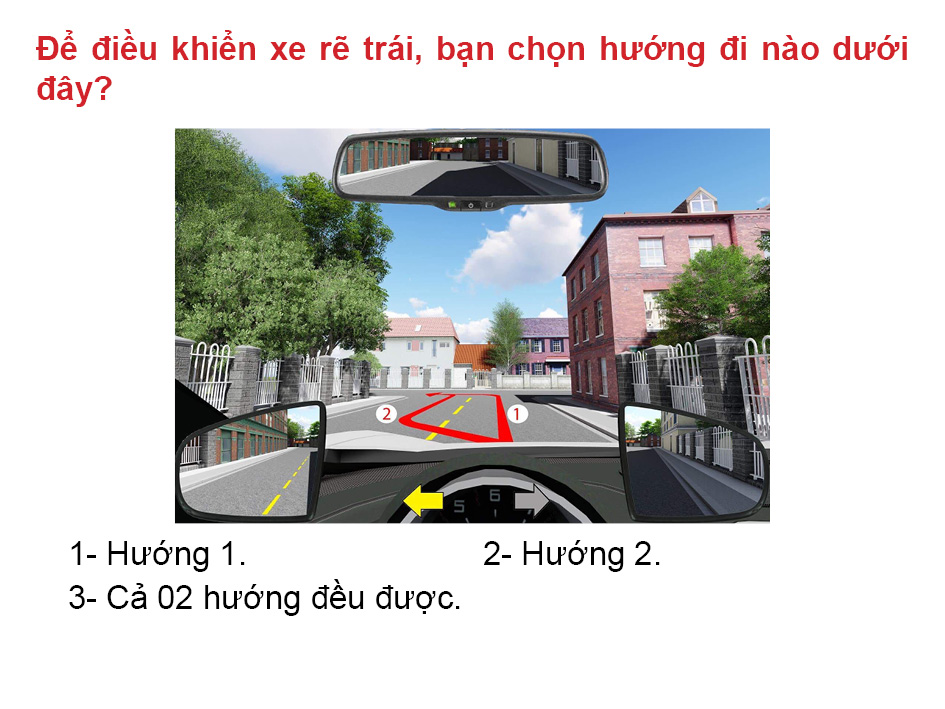 Để điều khiển xe rẽ trái, bạn chọn hướng đi nào dưới
đây?
2 1
5 6
1- Hướng 1. 2- Hướng 2.
3- Cả 02 hướng đều được.